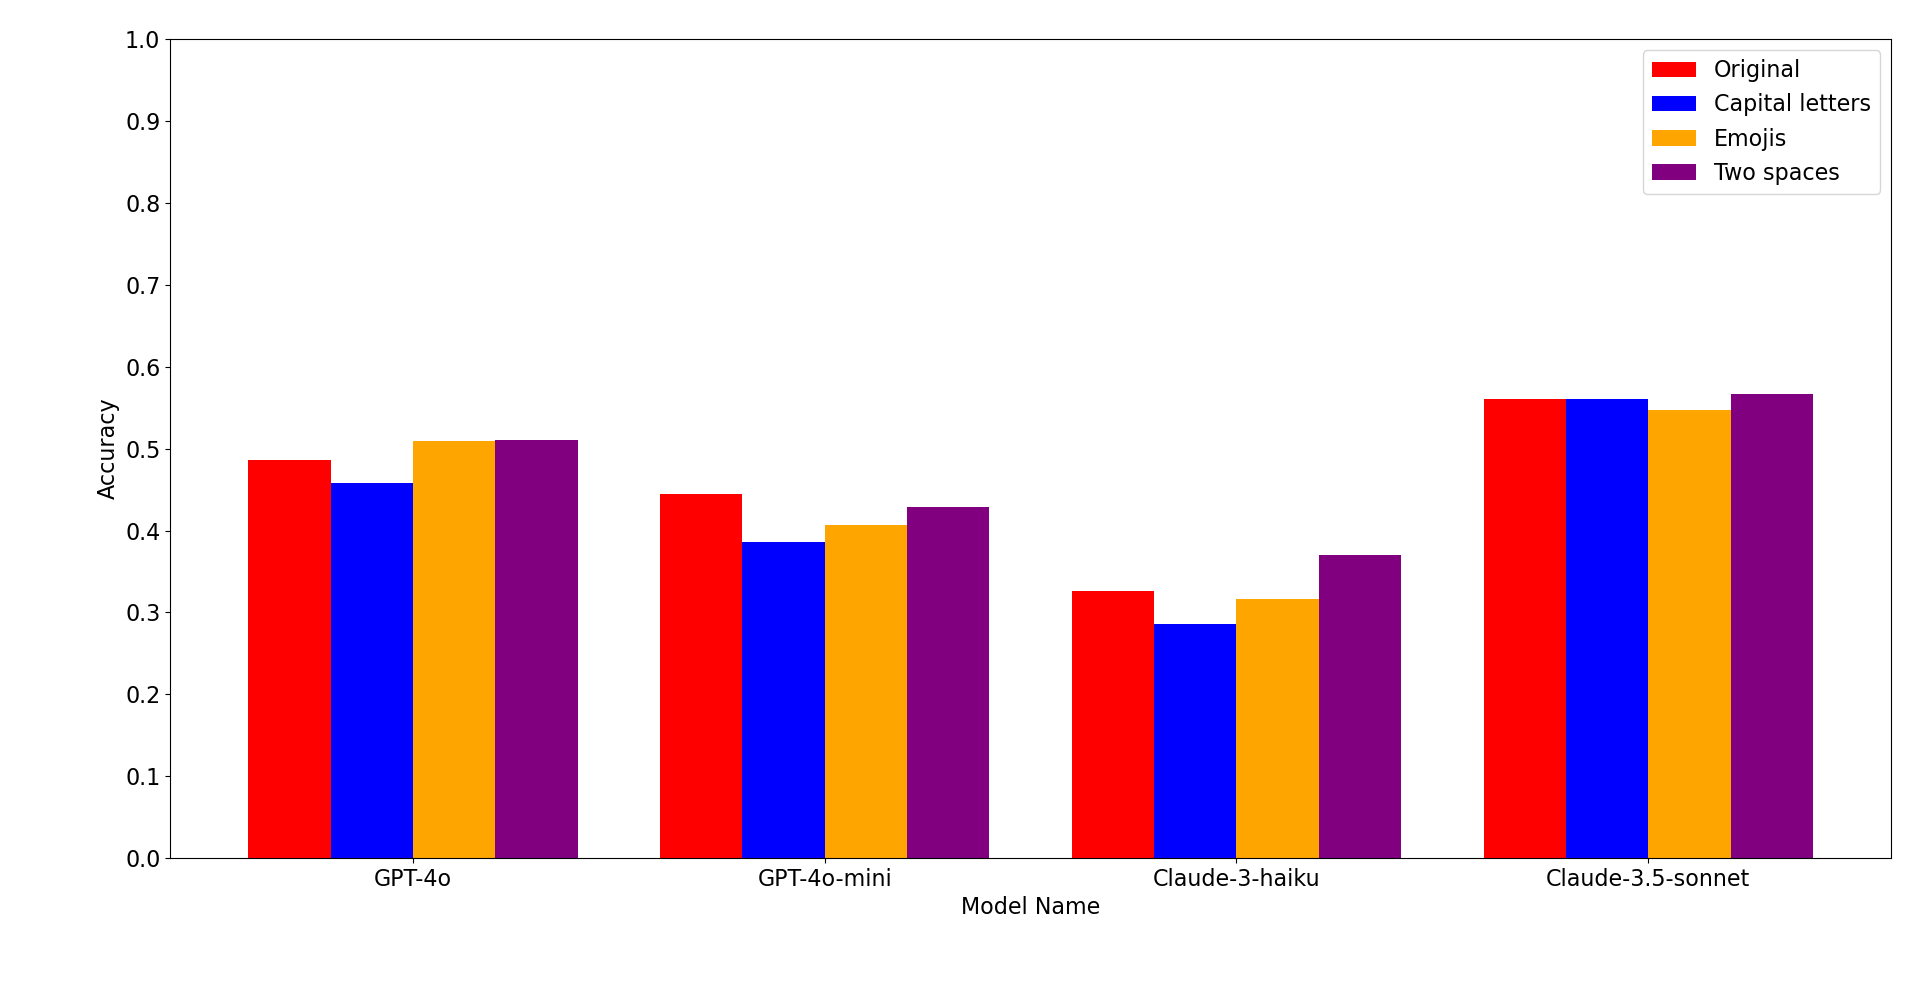 1.0
0.9
0.8
0.7
0.6
0.5
0.4
0.3
0.2
0.1
0.0
Accuracy
Original
Capital letters
Emojis
Two spaces
GPT-4o
GPT-4o-mini
Claude-3-haiku
Claude-3.5-sonnet
Model Name